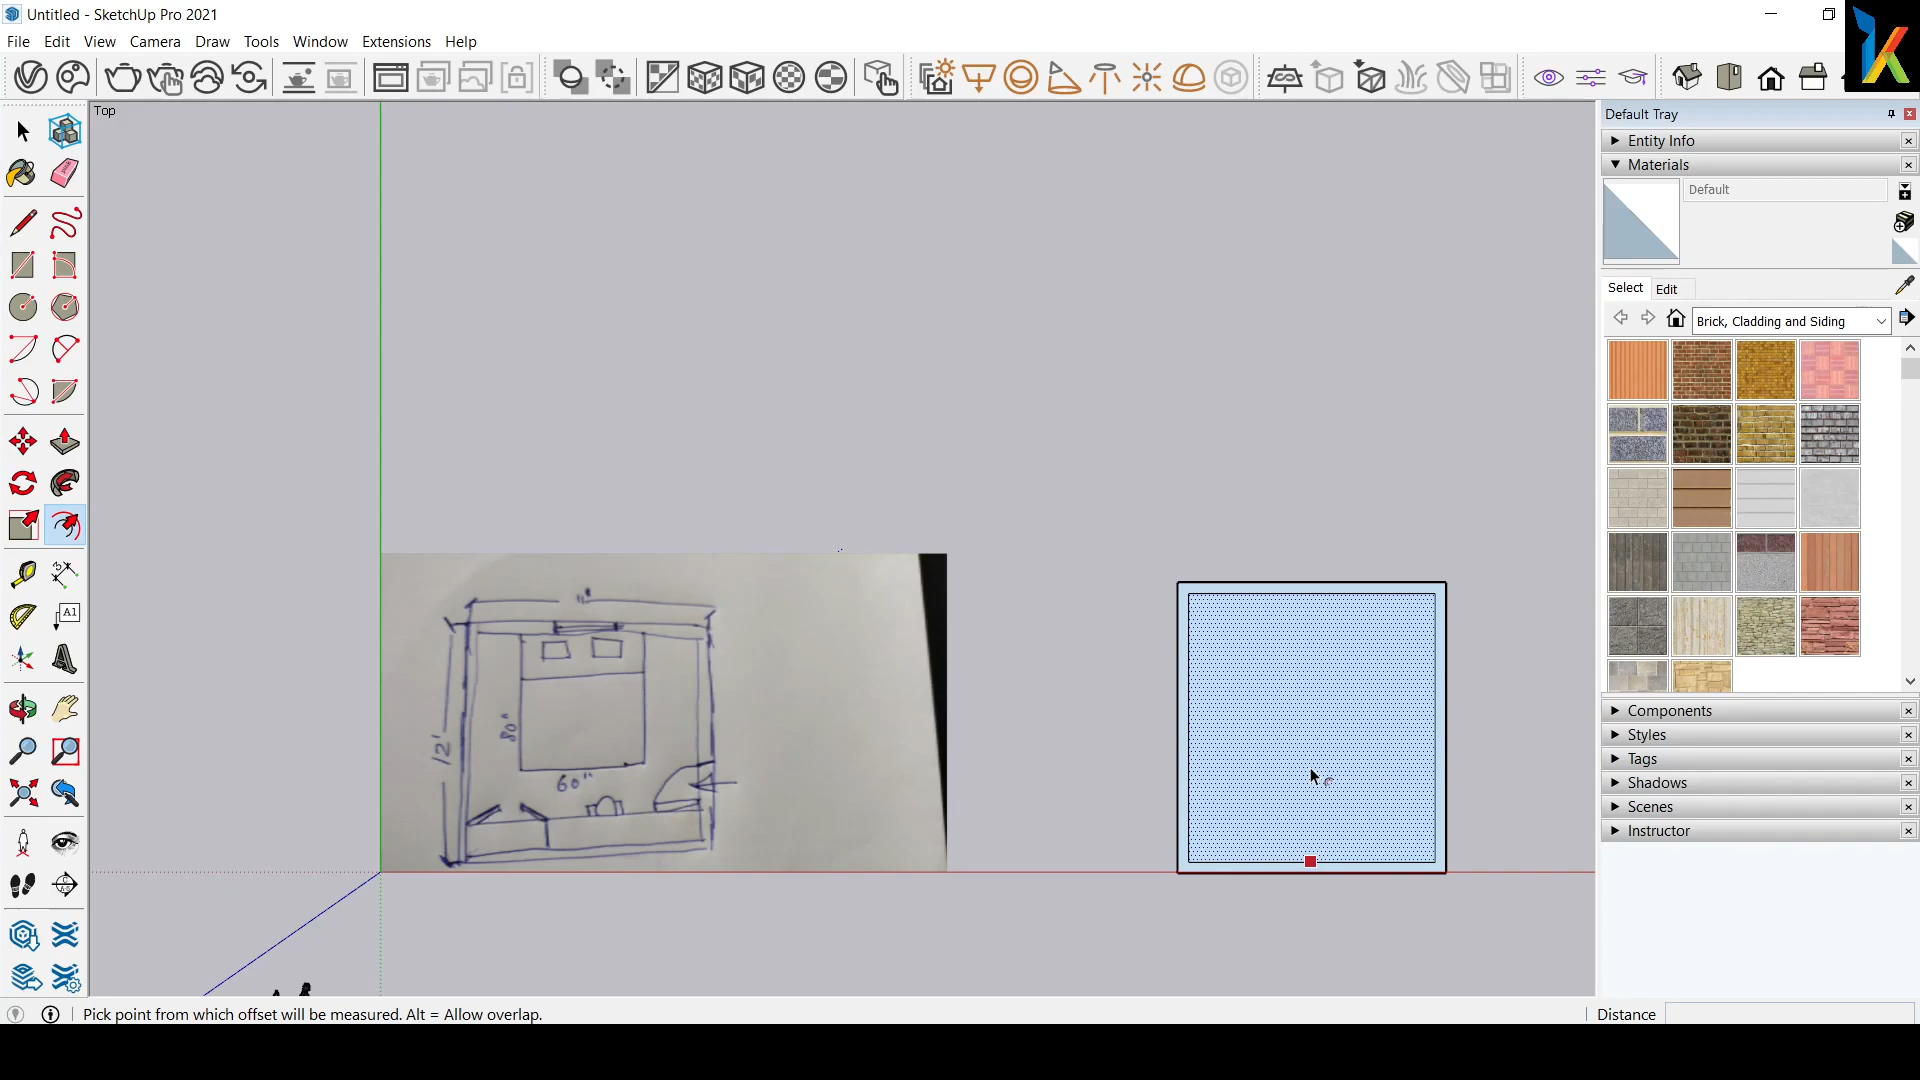 Untitled - SketchUp Pro 2021
File Edit View Camera Draw Tools Window Extensions Help
Top
Default Tray
Entity Info
Materials
Default
Select Edit
Brick, Cladding and Siding
A1
12'
80"
60"
Components
Styles
Tags
Shadows
Scenes
Instructor
Pick point from which offset will be measured. Alt = Allow overlap.
Distance